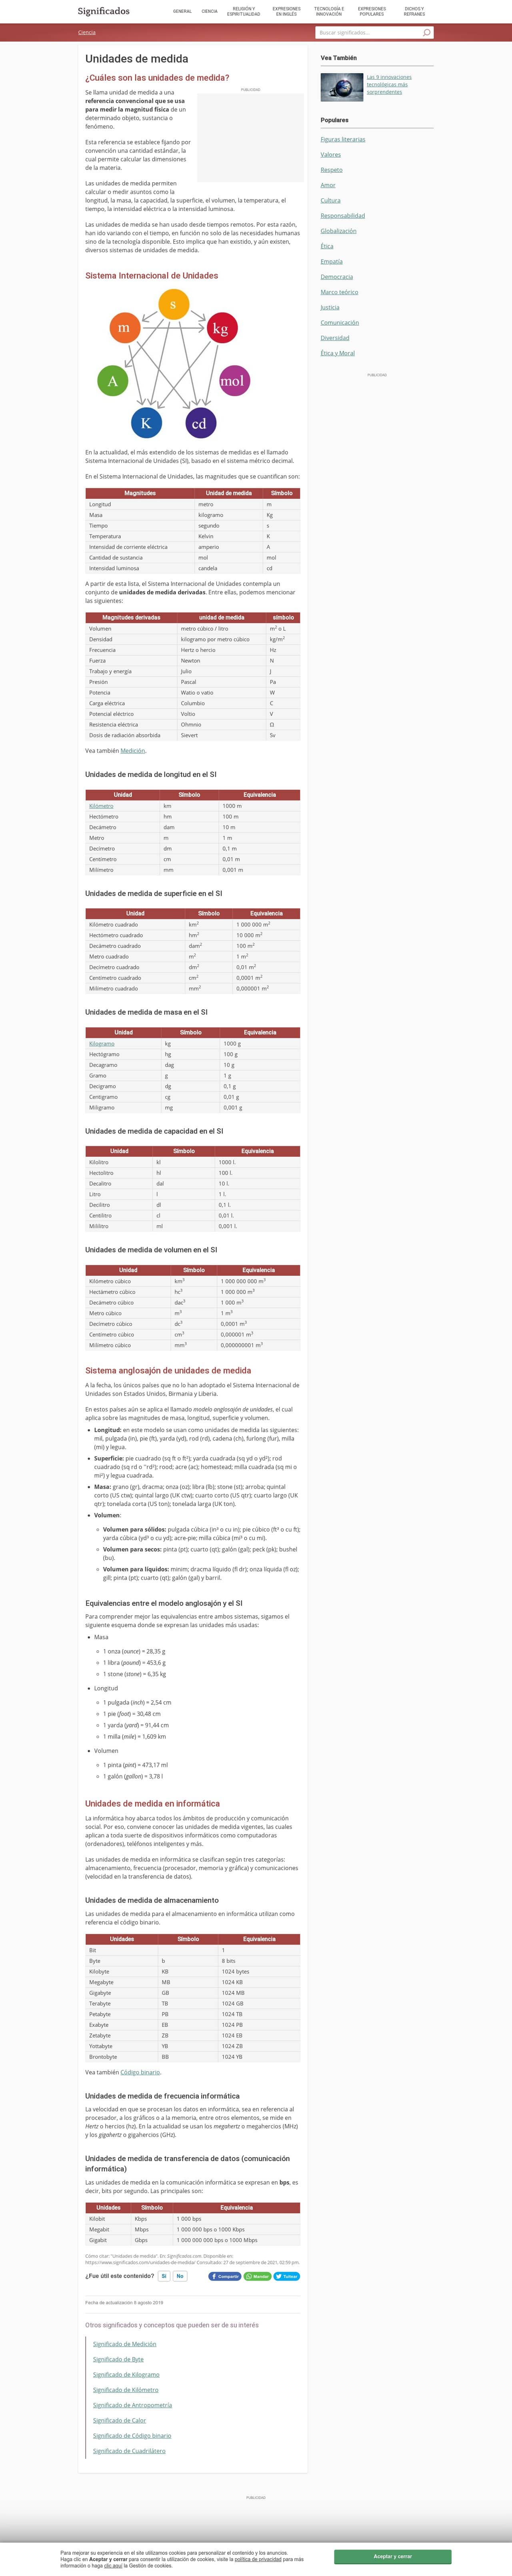 Significados
GENERAL
CIENCIA
RELIGIÓN Y ESPIRITUALIDAD
EXPRESIONES EN INGLÉS
TECNOLOGÍA E INNOVACIÓN
EXPRESIONES POPULARES
DICHOS Y REFRANES
Ciencia
Buscar significados...
Unidades de medida
¿Cuáles son las unidades de medida?
PUBLICIDAD
Se llama unidad de medida a una
referencia convencional que se usa
para medir la magnitud física de un
determinado objeto, sustancia o
fenómeno.
Esta referencia se establece fijando por
convención una cantidad estándar, la
cual permite calcular las dimensiones
de la materia.
Las unidades de medida permiten
calcular o medir asuntos como la
longitud, la masa, la capacidad, la superficie, el volumen, la temperatura, el
tiempo, la intensidad eléctrica o la intensidad luminosa.
Las unidades de medida se han usado desde tiempos remotos. Por esta razón,
han ido variando con el tiempo, en función no solo de las necesidades humanas
sino de la tecnología disponible. Esto implica que han existido, y aún existen,
diversos sistemas de unidades de medida.
Sistema Internacional de Unidades
s
m
kg
A
mol
K
cd
En la actualidad, el más extendido de los sistemas de medidas es el
Sistema Internacional de Unidades (SI), basado en el sistema métrico decimal.
En el Sistema Internacional de Unidades, las magnitudes que se cuantifican son:
Magnitudes Unidad de medida Símbolo
Longitud metro m
Masa kilogramo Kg
Tiempo segundo s
Temperatura Kelvin K
Intensidad de corriente eléctrica amperio A
Cantidad de sustancia mol mol
Intensidad luminosa candela cd
A partir de esta lista, el Sistema Internacional de Unidades contempla un
conjunto de unidades de medida derivadas. Entre ellas, podemos mencionar
las siguientes:
Magnitudes derivadas unidad de medida símbolo
Volumen metro cúbico / litro m³ o L
Densidad kilogramo por metro cúbico kg/m³
Frecuencia Hertz o hercio Hz
Fuerza Newton N
Trabajo y energía Julio J
Presión Pascal Pa
Potencia Watio o vatio W
Carga eléctrica Columbio C
Potencial eléctrico Voltio V
Resistencia eléctrica Ohmnio Ω
Dosis de radiación absorbida Sievert Sv
Vea también Medición.
Unidades de medida de longitud en el SI
Unidad Símbolo Equivalencia
Kilómetro km 1000 m
Hectómetro hm 100 m
Decámetro dam 10 m
Metro m 1 m
Decímetro dm 0,1 m
Centímetro cm 0,01 m
Milímetro mm 0,001 m
Unidades de medida de superficie en el SI
Unidad Símbolo Equivalencia
Kilómetro cuadrado km² 1 000 000 m²
Hectómetro cuadrado hm² 10 000 m²
Decámetro cuadrado dam² 100 m²
Metro cuadrado m² 1 m²
Decímetro cuadrado dm² 0,01 m²
Centímetro cuadrado cm² 0,0001 m²
Milímetro cuadrado mm² 0,000001 m²
Unidades de medida de masa en el SI
Unidad Símbolo Equivalencia
Kilogramo kg 1000 g
Hectógramo hg 100 g
Decagramo dag 10 g
Gramo g 1 g
Decigramo dg 0,1 g
Centigramo cg 0,01 g
Miligramo mg 0,001 g
Unidades de medida de capacidad en el SI
Unidad Símbolo Equivalencia
Kilolitro kl 1000 l.
Hectolitro hl 100 l.
Decalitro dal 10 l.
Litro l 1 l.
Decilitro dl 0,1 l.
Centilitro cl 0,01 l.
Mililitro ml 0,001 l.
Unidades de medida de volumen en el SI
Unidad Símbolo Equivalencia
Kilómetro cúbico km³ 1 000 000 000 m³
Hectámetro cúbico hc³ 1 000 000 m³
Decámetro cúbico dac³ 1 000 m³
Metro cúbico m³ 1 m³
Decímetro cúbico dc³ 0,0001 m³
Centímetro cúbico cm³ 0,000001 m³
Milímetro cúbico mm³ 0,000000001 m³
Sistema anglosajón de unidades de medida
A la fecha, los únicos países que no lo han adoptado el Sistema Internacional de
Unidades son Estados Unidos, Birmania y Liberia.
En estos países aún se aplica el llamado modelo anglosajón de unidades, el cual
aplica sobre las magnitudes de masa, longitud, superficie y volumen.
Longitud: en este modelo se usan como unidades de medida las siguientes:
mil, pulgada (in), pie (ft), yarda (yd), rod (rd), cadena (ch), furlong (fur), milla
(mi) y legua.
Superficie: pie cuadrado (sq ft o ft²); yarda cuadrada (sq yd o yd²); rod
cuadrado (sq rd o "rd²); rood; acre (ac); homestead; milla cuadrada (sq mi o
mi²) y legua cuadrada.
Masa: grano (gr), dracma; onza (oz); libra (lb); stone (st); arroba; quintal
corto (US ctw); quintal largo (UK ctw); cuarto corto (US qtr); cuarto largo (UK
qtr); tonelada corta (US ton); tonelada larga (UK ton).
Volumen:
Volumen para sólidos: pulgada cúbica (in³ o cu in); pie cúbico (ft³ o cu ft);
yarda cúbica (yd³ o cu yd); acre-pie; milla cúbica (mi³ o cu mi).
Volumen para secos: pinta (pt); cuarto (qt); galón (gal); peck (pk); bushel
(bu).
Volumen para líquidos: minim; dracma líquido (fl dr); onza líquida (fl oz);
gill; pinta (pt); cuarto (qt); galón (gal) y barril.
Equivalencias entre el modelo anglosajón y el SI
Para comprender mejor las equivalencias entre ambos sistemas, sigamos el
siguiente esquema donde se expresan las unidades más usadas:
Masa
1 onza (ounce) = 28,35 g
1 libra (pound) = 453,6 g
1 stone (stone) = 6,35 kg
Longitud
1 pulgada (inch) = 2,54 cm
1 pie (foot) = 30,48 cm
1 yarda (yard) = 91,44 cm
1 milla (mile) = 1,609 km
Volumen
1 pinta (pint) = 473,17 ml
1 galón (gallon) = 3,78 l
Unidades de medida en informática
La informática hoy abarca todos los ámbitos de producción y comunicación
social. Por eso, conviene conocer las unidades de medida vigentes, las cuales
aplican a toda suerte de dispositivos informáticos como computadoras
(ordenadores), teléfonos inteligentes y más.
Las unidades de medida en informática se clasifican según tres categorías:
almacenamiento, frecuencia (procesador, memoria y gráfica) y comunicaciones
(velocidad en la transferencia de datos).
Unidades de medida de almacenamiento
Las unidades de medida para el almacenamiento en informática utilizan como
referencia el código binario.
Unidades Símbolo Equivalencia
Bit 1
Byte b 8 bits
Kilobyte KB 1024 bytes
Megabyte MB 1024 KB
Gigabyte GB 1024 MB
Terabyte TB 1024 GB
Petabyte PB 1024 TB
Exabyte EB 1024 PB
Zetabyte ZB 1024 EB
Yottabyte YB 1024 ZB
Brontobyte BB 1024 YB
Vea también Código binario.
Unidades de medida de frecuencia informática
La velocidad en que se procesan los datos en informática, sea en referencia al
procesador, a los gráficos o a la memoria, entre otros elementos, se mide en
Hertz o hercios (hz). En la actualidad se usan los megahertz o megahercios (MHz)
y los gigahertz o gigahercios (GHz).
Unidades de medida de transferencia de datos (comunicación
informática)
Las unidades de medida en la comunicación informática se expresan en bps, es
decir, bits por segundo. Las principales son:
Unidades Símbolo Equivalencia
Kilobit Kbps 1 000 bps
Megabit Mbps 1 000 000 bps o 1000 Kbps
Gigabit Gbps 1 000 000 000 bps o 1000 Mbps
Cómo citar: "Unidades de medida". En: Significados.com. Disponible en:
https://www.significados.com/unidades-de-medida/ Consultado: 27 de septiembre de 2021, 02:59 pm.
¿Fue útil este contenido? Sí No Compartir Mandar Twittear
Fecha de actualización 8 agosto 2018
Otros significados y conceptos que pueden ser de su interés
Significado de Medición
Significado de Byte
Significado de Kilogramo
Significado de Kilómetro
Significado de Antropometría
Significado de Calor
Significado de Código binario
Significado de Cuadrilátero
Vea También
Las 9 innovaciones
tecnológicas más
sorprendentes
Populares
Figuras literarias
Valores
Respeto
Amor
Cultura
Responsabilidad
Globalización
Ética
Empatía
Democracia
Marco teórico
Justicia
Comunicación
Diversidad
Ética y Moral
PUBLICIDAD
PUBLICIDAD
Para mejorar su experiencia en el site utilizamos cookies para personalizar el contenido y los anuncios.
Haga clic en Aceptar y cerrar para consentir la utilización de cookies, visite la política de privacidad para más
información o haga clic aquí la Gestión de cookies.
Aceptar y cerrar